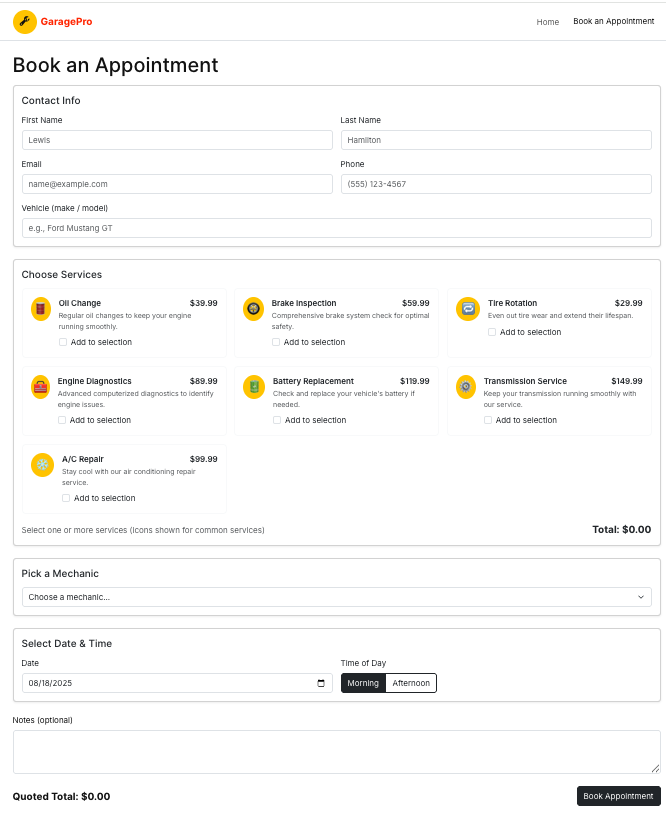 GaragePro
Home
Book an Appointment
Book an Appointment
Contact Info
First Name
Last Name
Lewis
Hamilton
Email
Phone
name@example.com
(555) 123-4567
Vehicle (make / model)
e.g., Ford Mustang GT
Choose Services
Oil Change
$39.99
Regular oil changes to keep your engine
running smoothly.
Add to selection
Brake Inspection
$59.99
Comprehensive brake system check for optimal
safety.
Add to selection
Tire Rotation
$29.99
Even out tire wear and extend their lifespan.
Add to selection
Engine Diagnostics
$89.99
Advanced computerized diagnostics to identify
engine issues.
Add to selection
Battery Replacement
$119.99
Check and replace your vehicle's battery if
needed.
Add to selection
Transmission Service
$149.99
Keep your transmission running smoothly with
our service.
Add to selection
A/C Repair
$99.99
Stay cool with our air conditioning repair
service.
Add to selection
Select one or more services (icons shown for common services)
Total: $0.00
Pick a Mechanic
Choose a mechanic...
Select Date & Time
Date
Time of Day
08/18/2025
Morning
Afternoon
Notes (optional)
Quoted Total: $0.00
Book Appointment